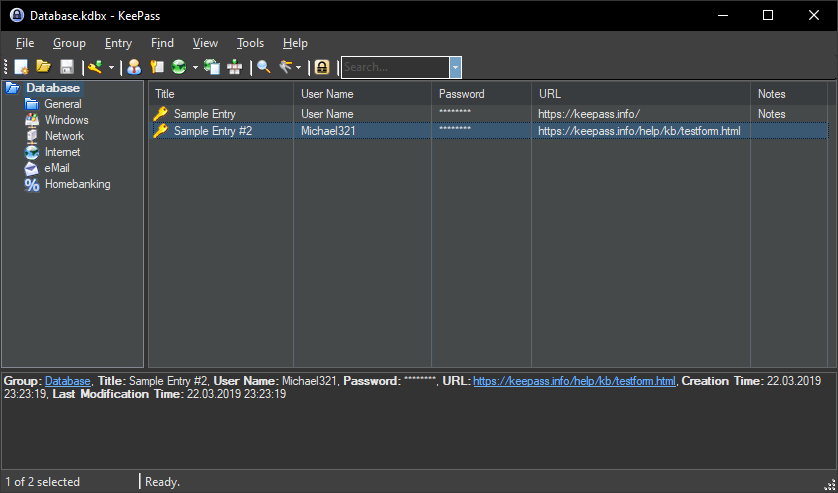 Database.kdbx - KeePass
File Group Entry Find View Tools Help
Search...
Database
General
Windows
Network
Internet
eMail
Homebanking
Title User Name Password URL Notes
Sample Entry User Name ******** https://keepass.info/ Notes
Sample Entry #2 Michael321 ******** https://keepass.info/help/kb/testform.html
Group: Database, Title: Sample Entry #2, User Name: Michael321, Password: ********, URL: https://keepass.info/help/kb/testform.html, Creation Time: 22.03.2019
23:23:19, Last Modification Time: 22.03.2019 23:23:19
1 of 2 selected Ready.